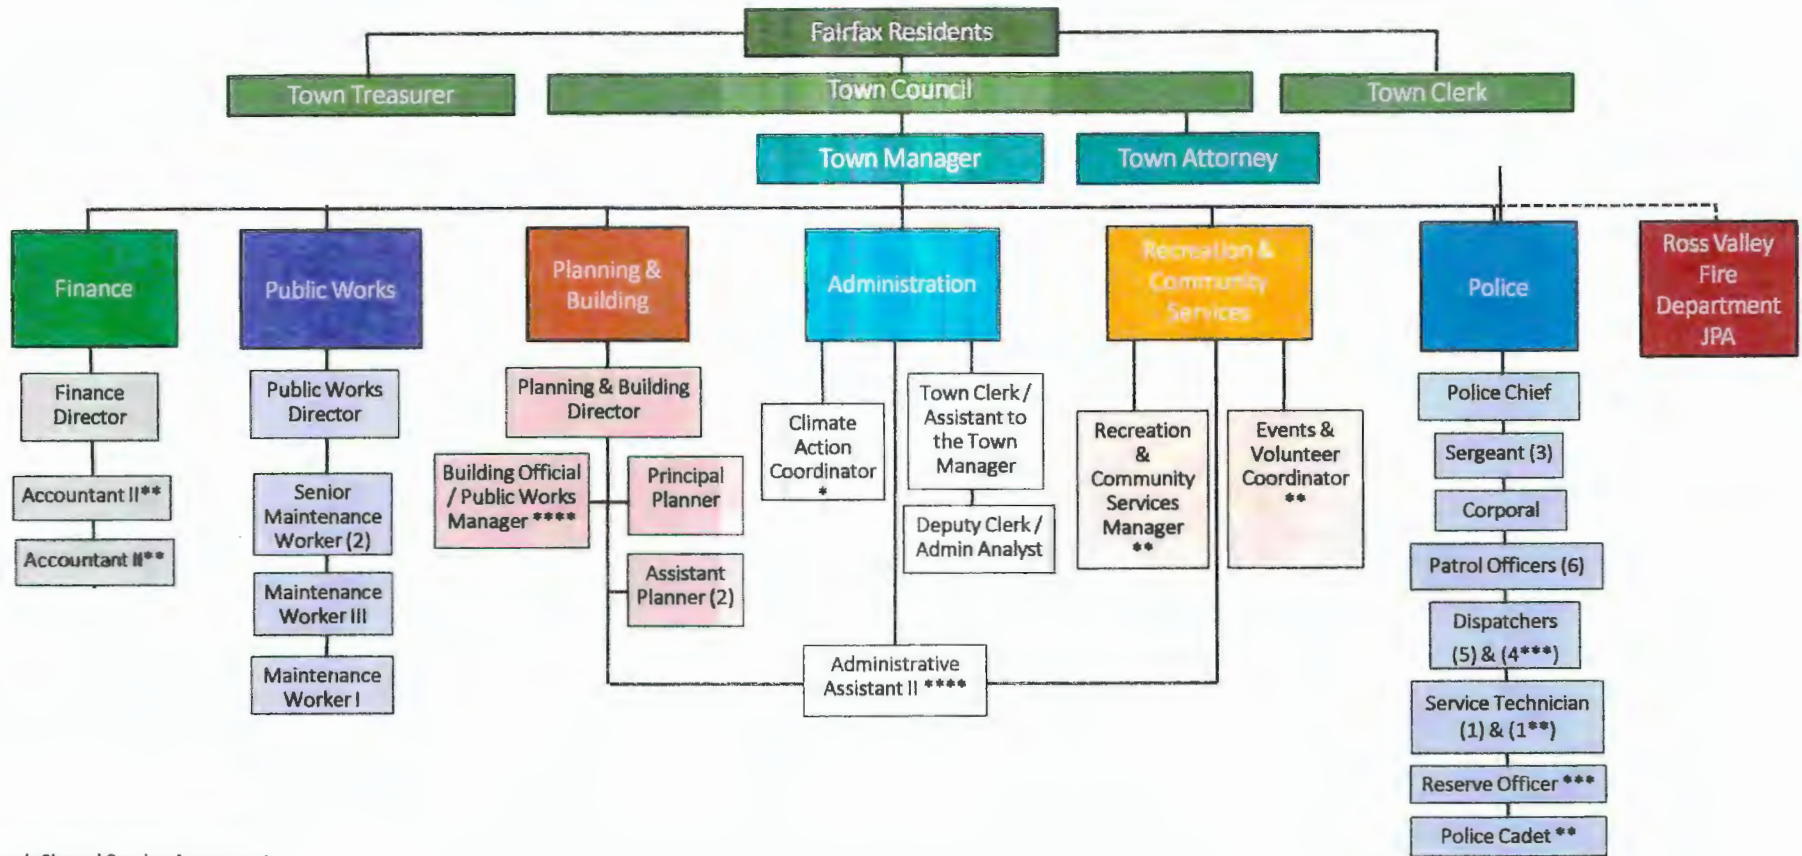 Fairfax Residents
Town Treasurer
Town Council
Town Clerk
Town Manager
Town Attorney
Finance
Public Works
Planning &
Building
Administration
Recreation &
Community
Services
Police
Ross Valley
Fire
Department
JPA
Finance
Director
Accountant II**
Accountant II**
Public Works
Director
Senior
Maintenance
Worker (2)
Maintenance
Worker III
Maintenance
Worker I
Planning & Building
Director
Building Official
/ Public Works
Manager ****
Principal
Planner
Assistant
Planner (2)
Climate
Action
Coordinator
*
Town Clerk /
Assistant to
the Town
Manager
Deputy Clerk /
Admin Analyst
Administrative
Assistant II ****
Recreation
&
Community
Services
Manager
**
Events &
Volunteer
Coordinator
**
Police Chief
Sergeant (3)
Corporal
Patrol Officers (6)
Dispatchers
(5) & (4***)
Service Technician
(1) & (1**)
Reserve Officer ***
Police Cadet **